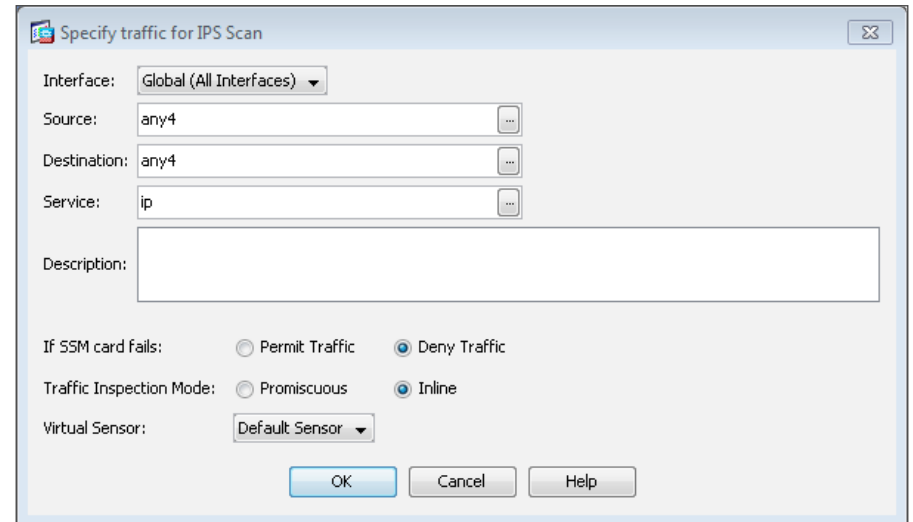 Specify traffic for IPS Scan
Interface: Global (All Interfaces)
Source: any4 ...
Destination: any4 ...
Service: ip ...
Description:
If SSM card fails: Permit Traffic Deny Traffic
Traffic Inspection Mode: Promiscuous Inline
Virtual Sensor: Default Sensor
OK Cancel Help